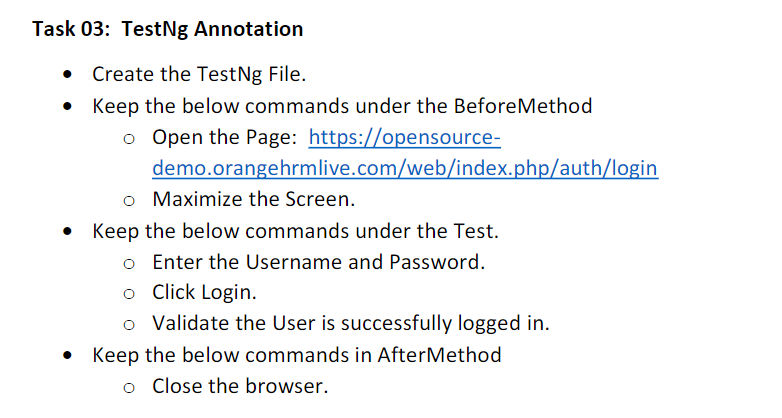 Task 03:  TestNg Annotation
• Create the TestNg File.
• Keep the below commands under the BeforeMethod
o Open the Page:  https://opensource-
demo.orangehrmlive.com/web/index.php/auth/login
o Maximize the Screen.
• Keep the below commands under the Test.
o Enter the Username and Password.
o Click Login.
o Validate the User is successfully logged in.
• Keep the below commands in AfterMethod
o Close the browser.